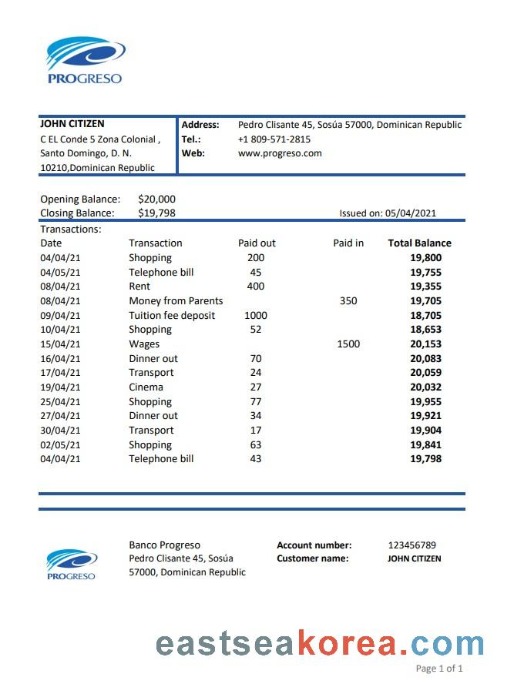 PROGRESO
JOHN CITIZEN Address: Pedro Clisante 45, Sosúa 57000, Dominican Republic
C EL Conde 5 Zona Colonial , Tel.: +1 809-571-2815
Santo Domingo, D. N. Web: www.progreso.com
10210,Dominican Republic
Opening Balance: $20,000
Closing Balance: $19,798 Issued on: 05/04/2021
Transactions:
Date Transaction Paid out Paid in Total Balance
04/04/21 Shopping 200 19,800
04/05/21 Telephone bill 45 19,755
08/04/21 Rent 400 19,355
08/04/21 Money from Parents 350 19,705
09/04/21 Tuition fee deposit 1000 18,705
10/04/21 Shopping 52 18,653
15/04/21 Wages 1500 20,153
16/04/21 Dinner out 70 20,083
17/04/21 Transport 24 20,059
19/04/21 Cinema 27 20,032
25/04/21 Shopping 77 19,955
27/04/21 Dinner out 34 19,921
30/04/21 Transport 17 19,904
02/05/21 Shopping 63 19,841
04/04/21 Telephone bill 43 19,798
Banco Progreso Account number: 123456789
Pedro Clisante 45, Sosúa Customer name: JOHN CITIZEN
57000, Dominican Republic
PROGRESO
eastseakorea.com
Page 1 of 1